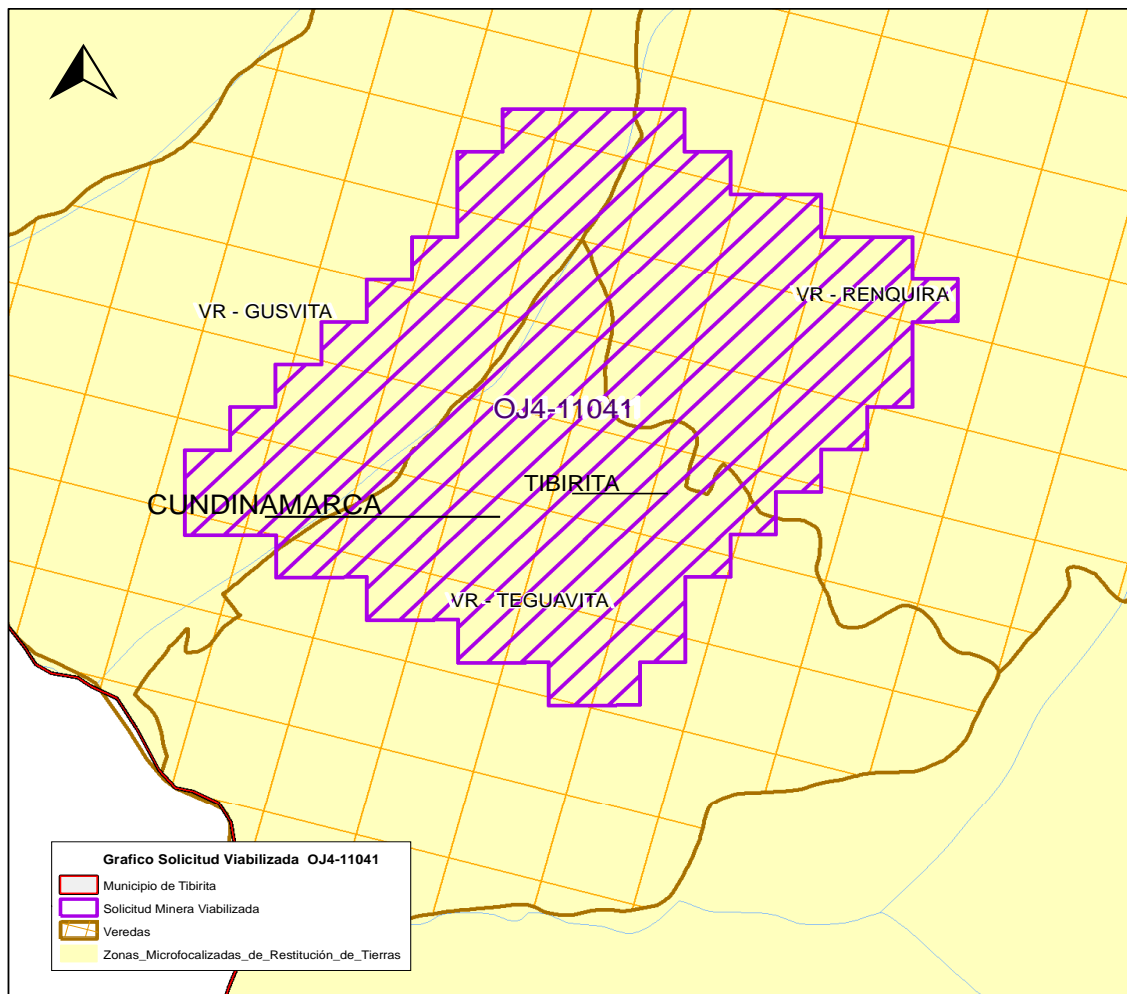 VR - RENQUIRA
VR - GUSVITA
OJ4-11041
TIBIRITA
CUNDINAMARCA
VR - TEGUAVITA
Grafico Solicitud Viabilizada OJ4-11041
Municipio de Tibirita
Solicitud Minera Viabilizada
Veredas
Zonas_Microfocalizadas_de_Restitución_de_Tierras